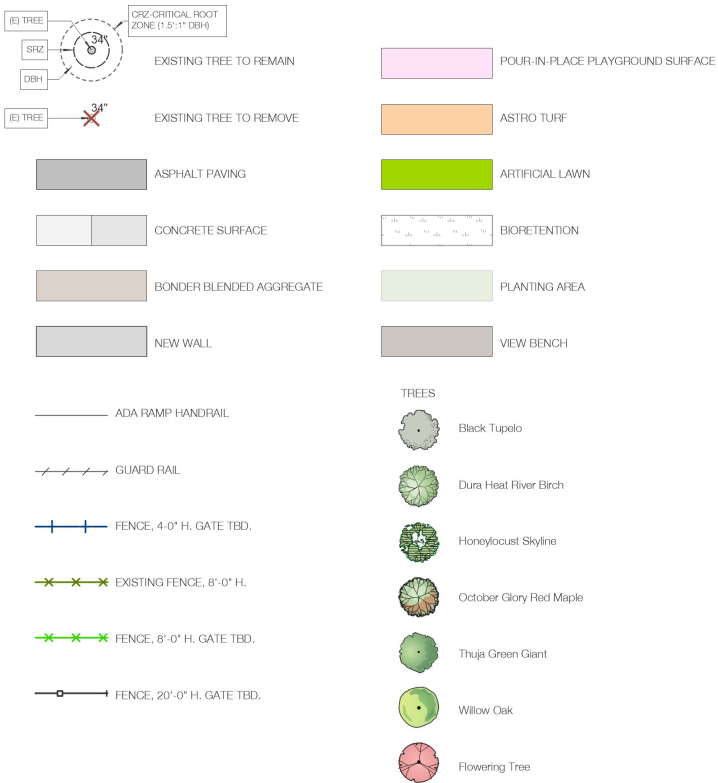 (E) TREE
CRZ-CRITICAL ROOT
ZONE (1.5':1" DBH)
34"
SRZ
DBH
EXISTING TREE TO REMAIN
34"
(E) TREE
EXISTING TREE TO REMOVE
ASPHALT PAVING
CONCRETE SURFACE
BONDER BLENDED AGGREGATE
NEW WALL
POUR-IN-PLACE PLAYGROUND SURFACE
ASTRO TURF
ARTIFICIAL LAWN
BIORETENTION
PLANTING AREA
VIEW BENCH
ADA RAMP HANDRAIL
GUARD RAIL
FENCE, 4-0" H. GATE TBD.
EXISTING FENCE, 8'-0" H.
FENCE, 8'-0" H. GATE TBD.
FENCE, 20'-0" H. GATE TBD.
TREES
Black Tupelo
Dura Heat River Birch
Honeylocust Skyline
October Glory Red Maple
Thuja Green Giant
Willow Oak
Flowering Tree